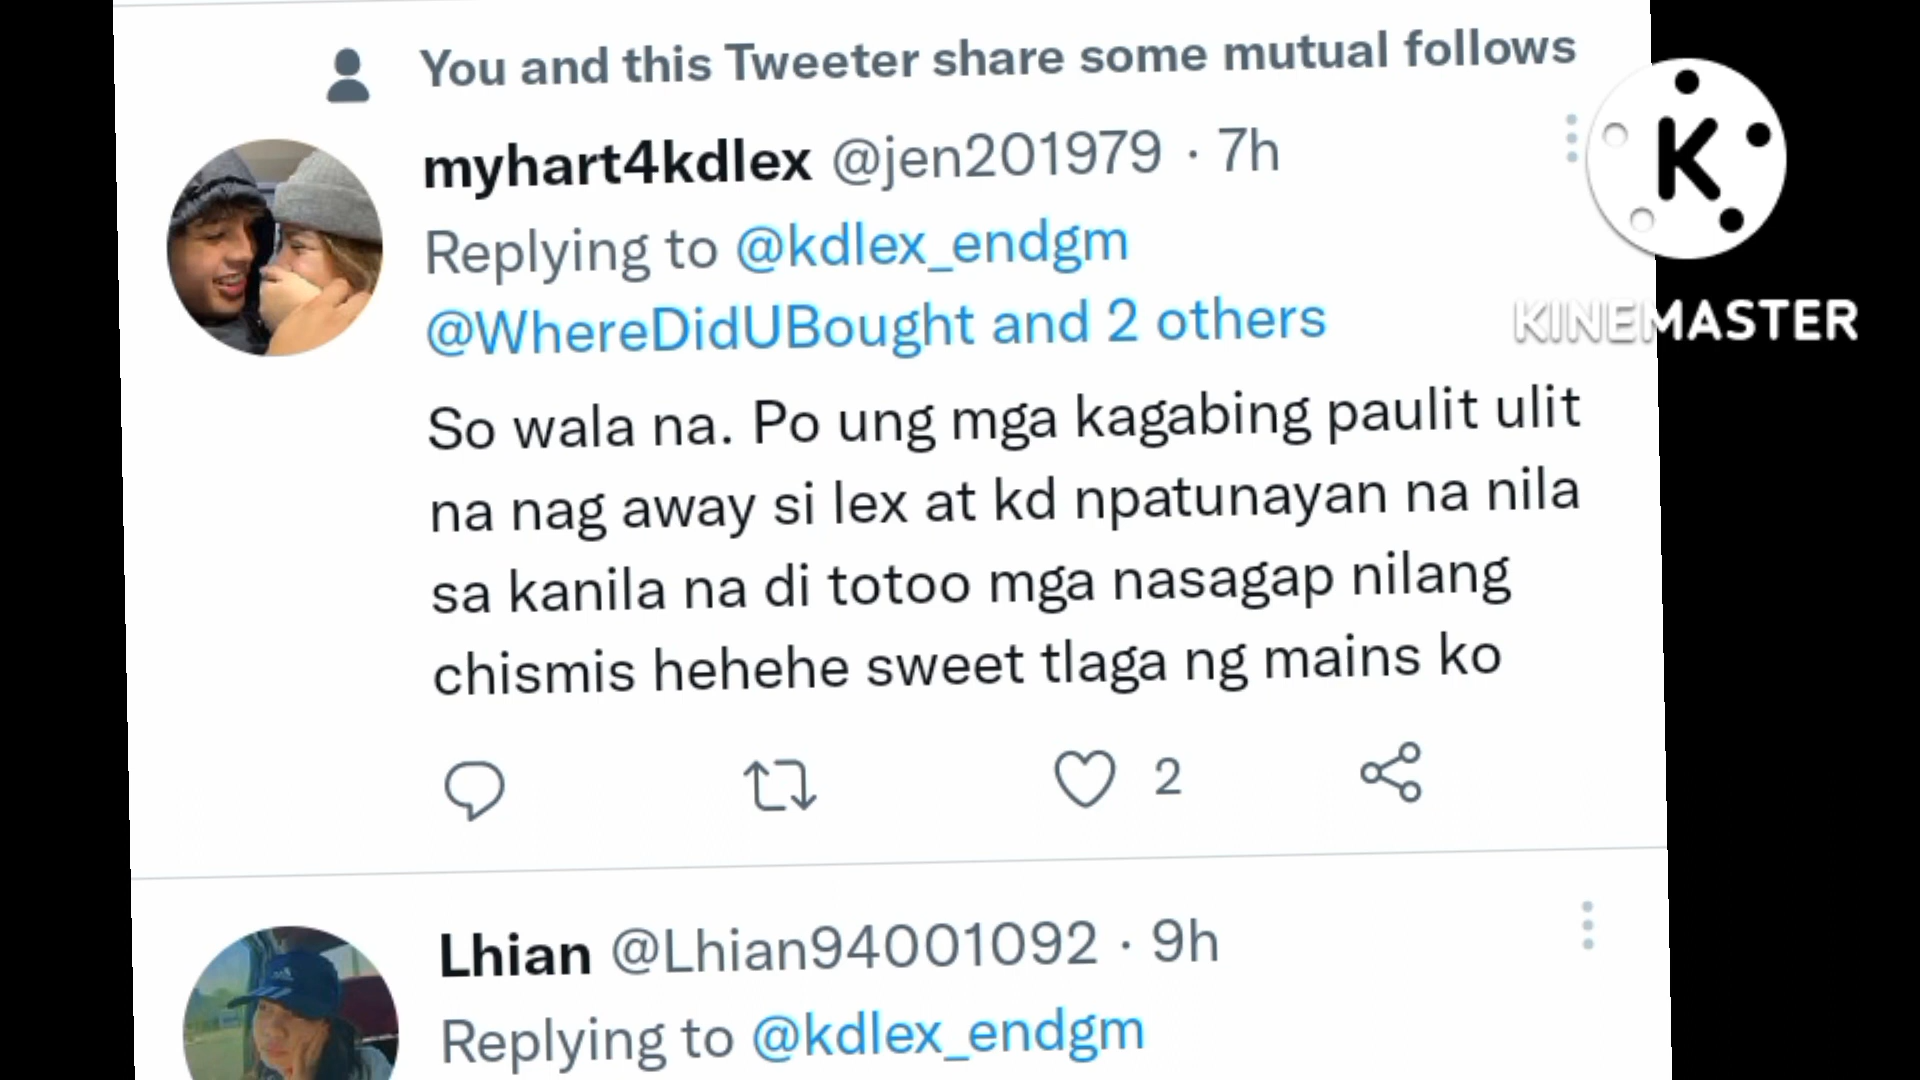 You and this Tweeter share some mutual follows
myhart4kdlex @jen201979 · 7h
Replying to @kdlex_endgm
@WhereDidUBought and 2 others
So wala na. Po ung mga kagabing paulit ulit
na nag away si lex at kd npatunayan na nila
sa kanila na di totoo mga nasagap nilang
chismis hehehe sweet tlaga ng mains ko
2
Lhian @Lhian94001092 · 9h
Replying to @kdlex_endgm
K
KINEMASTER